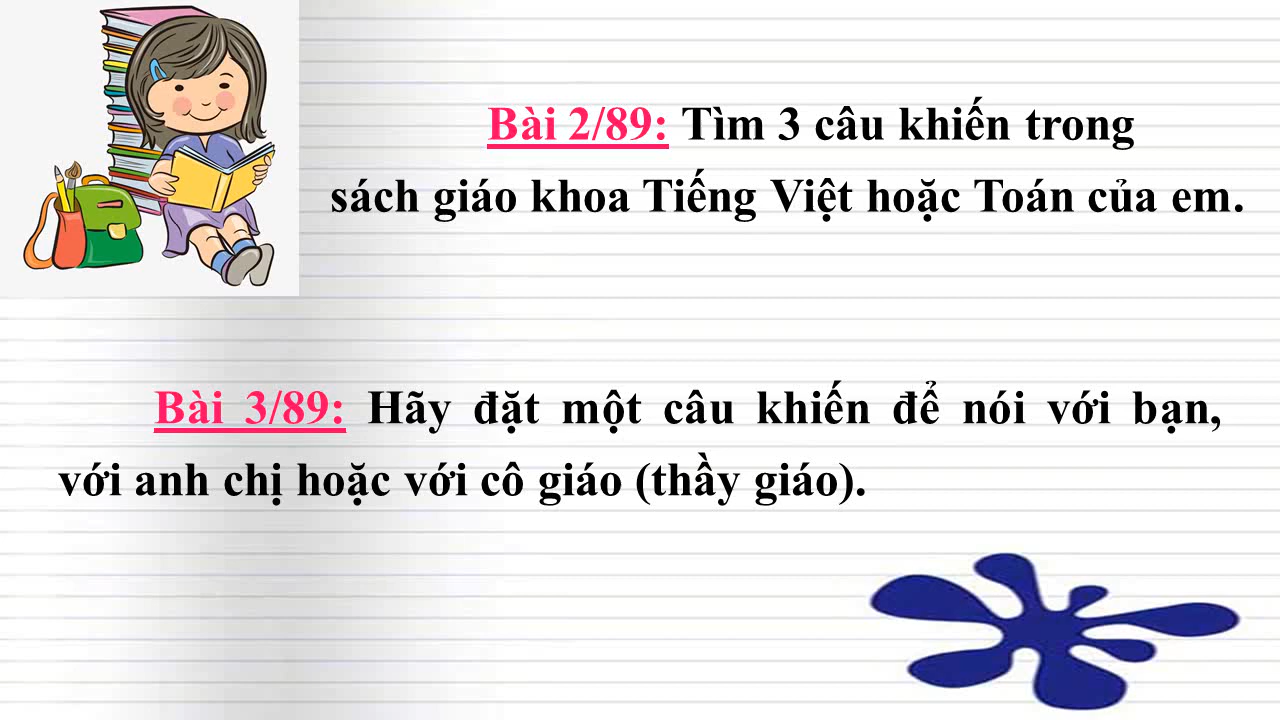 Bài 2/89: Tìm 3 câu khiến trong
sách giáo khoa Tiếng Việt hoặc Toán của em.
Bài 3/89: Hãy đặt một câu khiến để nói với bạn,
với anh chị hoặc với cô giáo (thầy giáo).